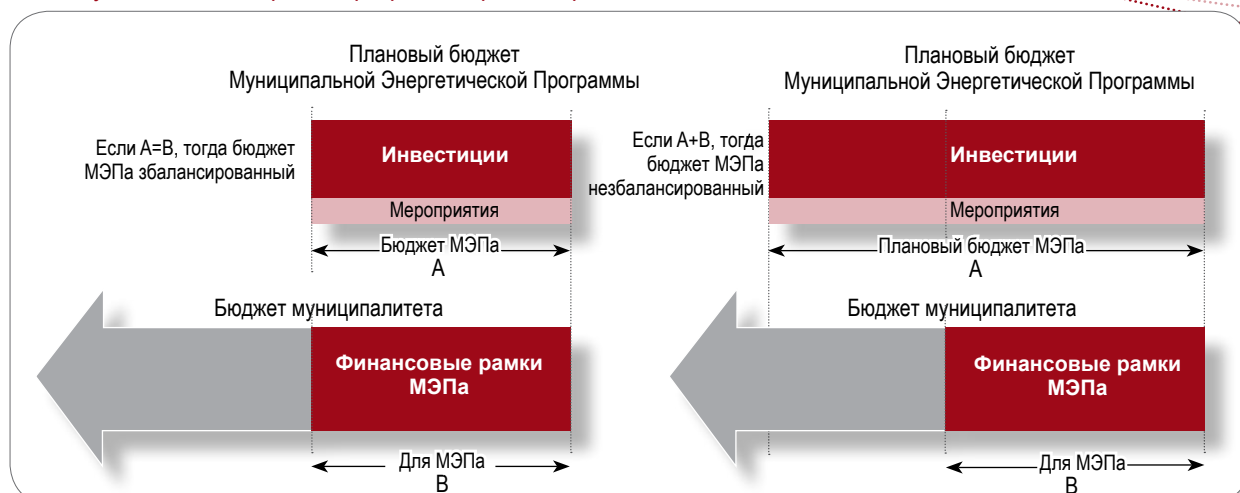 Плановый бюджет
Муниципальной Энергетической Программы
Если А=В, тогда бюджет
МЭПа збалансированный
Инвестиции
Мероприятия
Бюджет МЭПа
А
Бюджет муниципалитета
Финансовые рамки
МЭПа
Для МЭПа
В
Плановый бюджет
Муниципальной Энергетической Программы
Если А+В, тогда
бюджет МЭПа
незбалансированный
Инвестиции
Мероприятия
Плановый бюджет МЭПа
А
Бюджет муниципалитета
Финансовые рамки
МЭПа
Для МЭПа
В